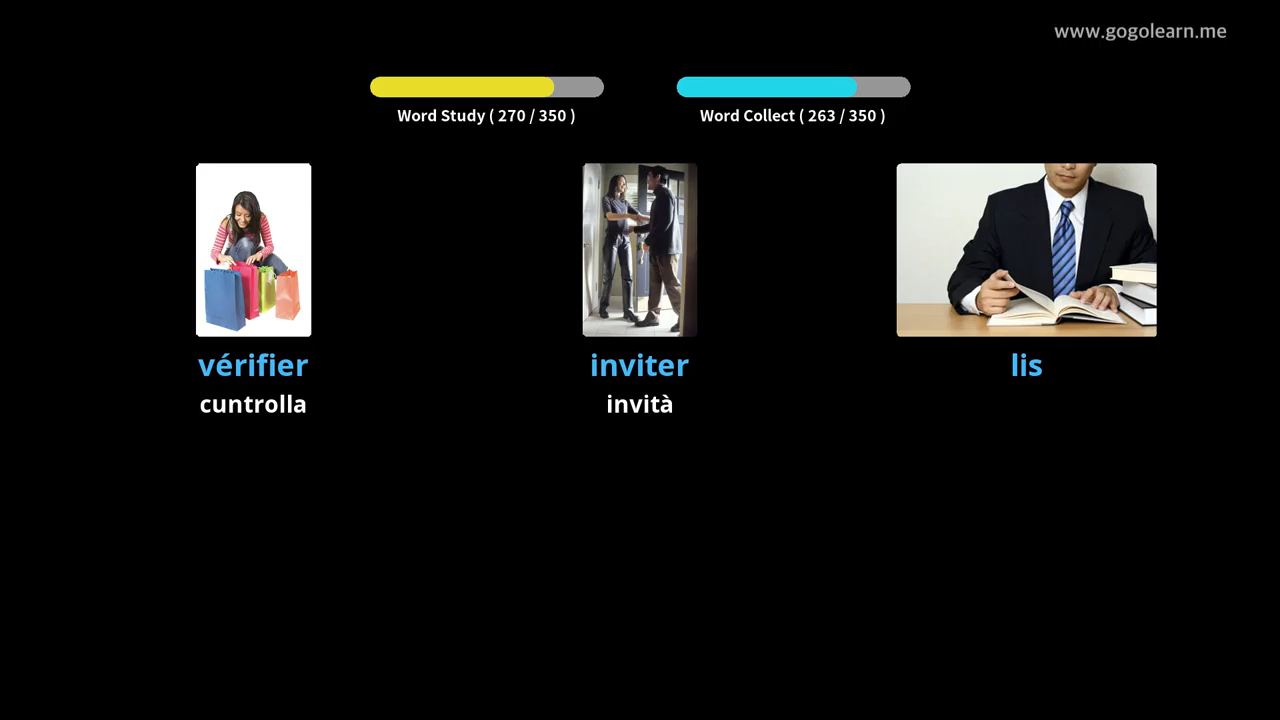 www.gogolearn.me
Word Study ( 270 / 350 )
Word Collect ( 263 / 350 )
vérifier
inviter
lis
cuntrolla
invità